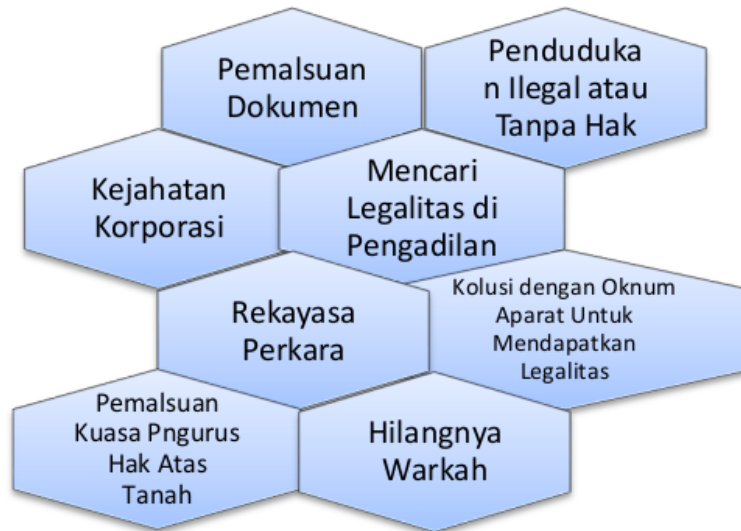 Pemalsuan
Dokumen
Penduduka
n Ilegal atau
Tanpa Hak
Kejahatan
Korporasi
Mencari
Legalitas di
Pengadilan
Rekayasa
Perkara
Kolusi dengan Oknum
Aparat Untuk
Mendapatkan
Legalitas
Pemalsuan
Kuasa Pngurus
Hak Atas
Tanah
Hilangnya
Warkah